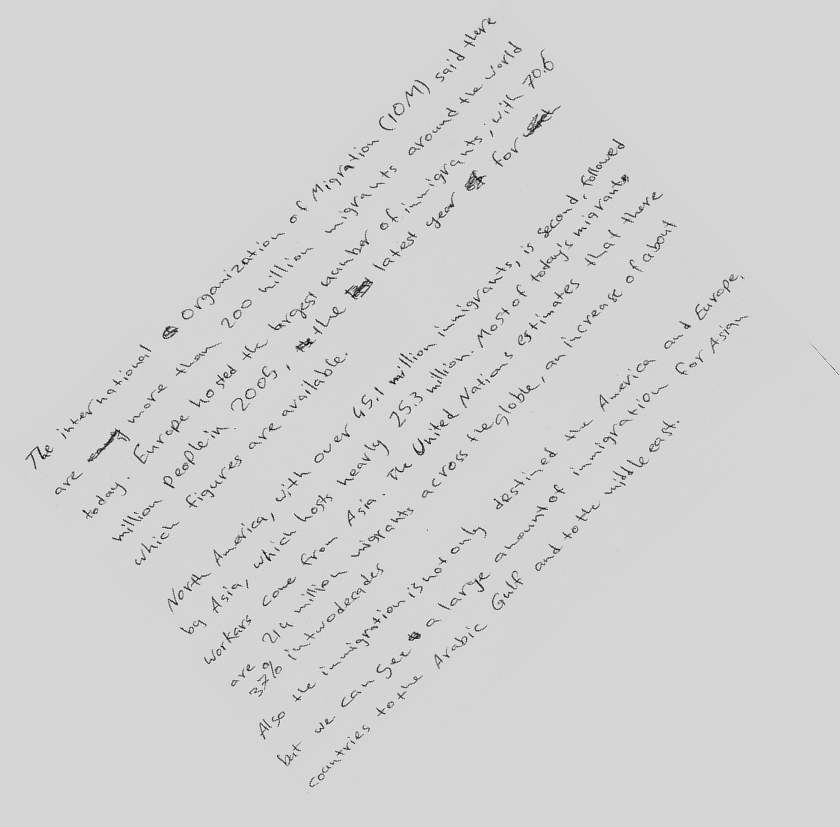 The international Organization of Migration (IOM) said there
are more than 200 million migrants around the world
today. Europe hosted the largest number of immigrants, with 70.6
million people in 2005, the latest year for
which figures are available.
North America, with over 45.1 million immigrants, is second, followed
by Asia, which hosts nearly 25.3 million. Most of today's migrants
workers come from Asia. The United Nations estimates that there
are 214 million migrants across the globle, an increase of about
37% in two decades
Also the immigration is not only destined the America and Europe,
but we can see a large amount of immigration for Asian
countries to the Arabic Gulf and to the middle east.